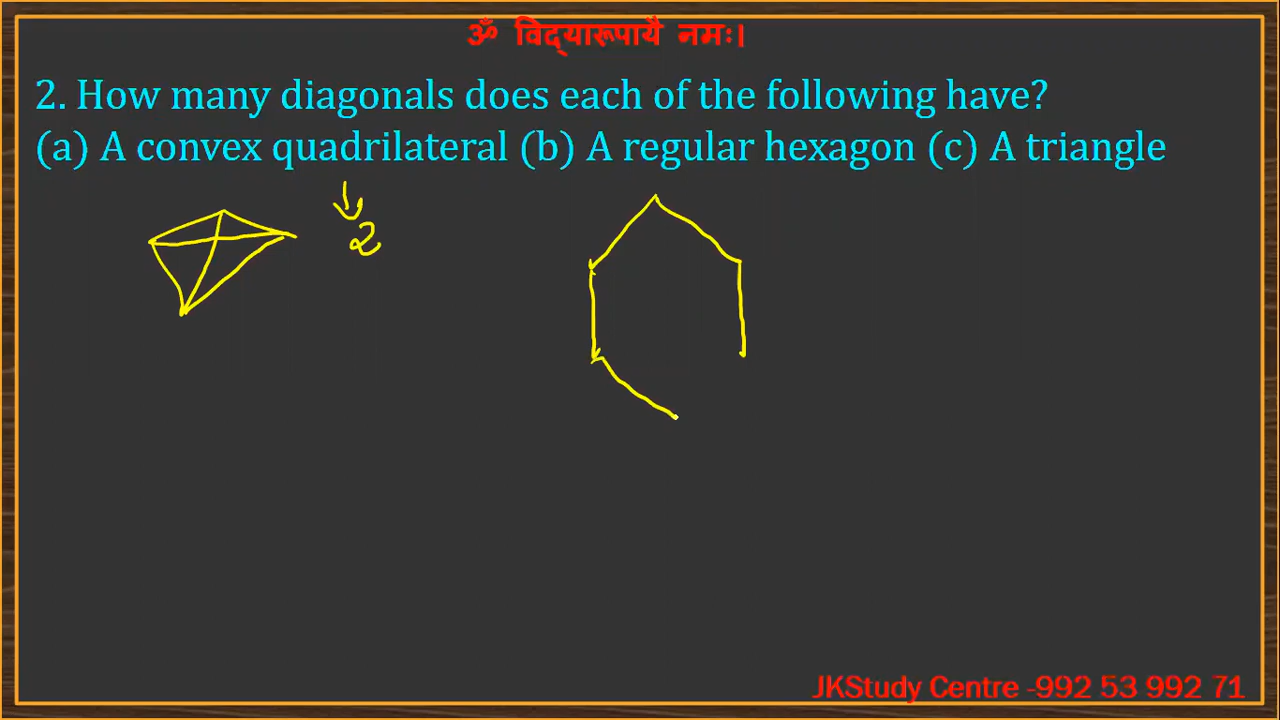 ॐ विद्यारूपायै नमः।
2. How many diagonals does each of the following have?
(a) A convex quadrilateral (b) A regular hexagon (c) A triangle
2
JKStudy Centre -992 53 992 71